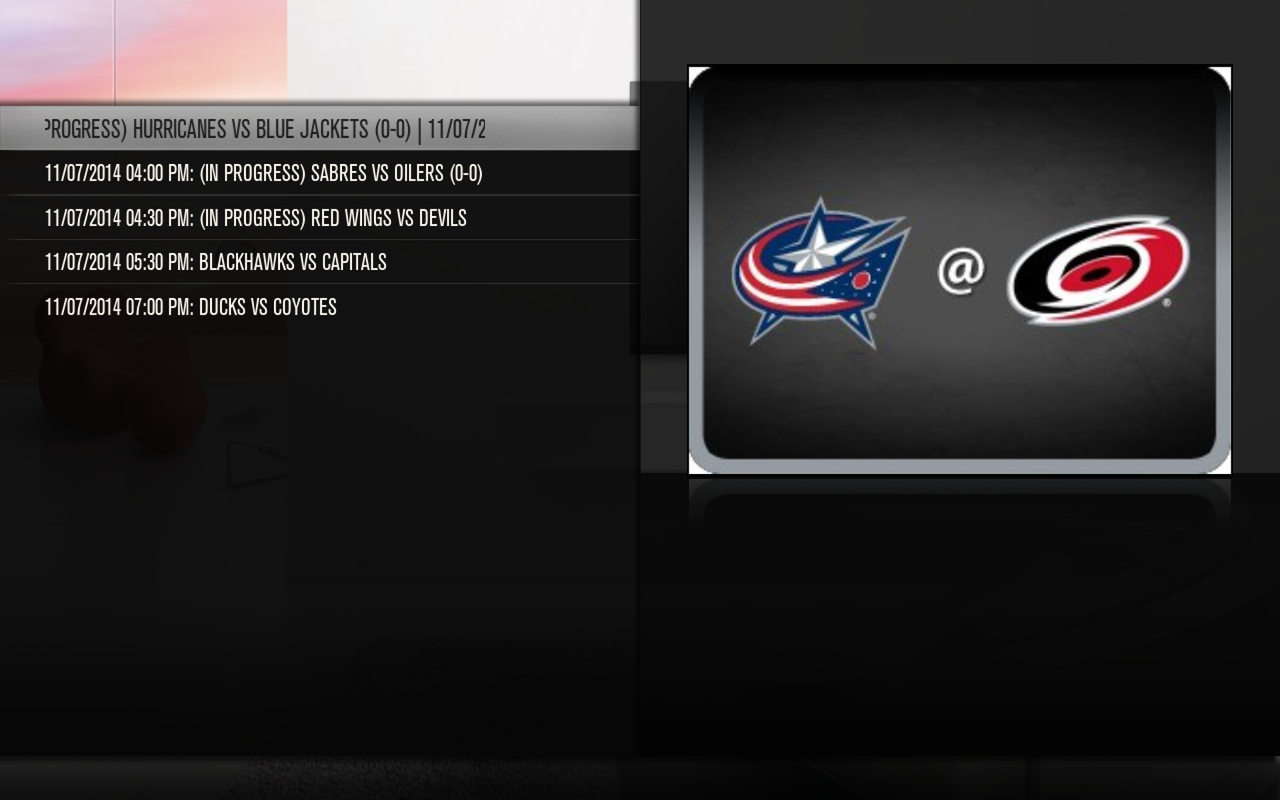 PROGRESS) HURRICANES VS BLUE JACKETS (0-0) | 11/07/2
11/07/2014 04:00 PM: (IN PROGRESS) SABRES VS OILERS (0-0)
11/07/2014 04:30 PM: (IN PROGRESS) RED WINGS VS DEVILS
11/07/2014 05:30 PM: BLACKHAWKS VS CAPITALS
11/07/2014 07:00 PM: DUCKS VS COYOTES
@